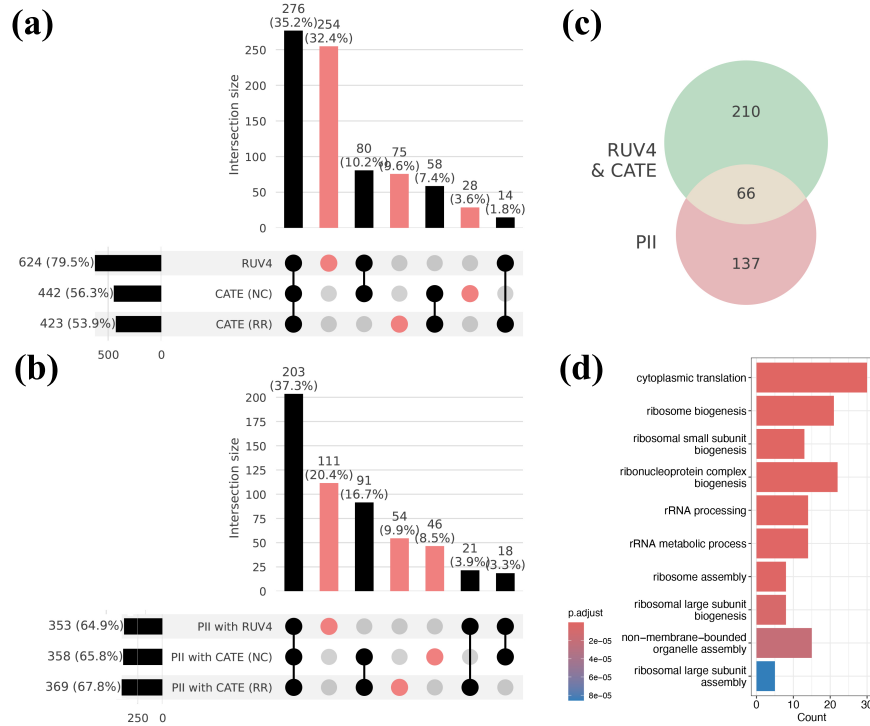 (a)
276
(35.2%)
254
(32.4%)
80
(10.2%)
75
(9.6%)
58
(7.4%)
28
(3.6%)
14
(1.8%)
Intersection size
250
200
150
100
50
0
624 (79.5%)
RUV4
442 (56.3%)
CATE (NC)
423 (53.9%)
CATE (RR)
500 0
(b)
203
(37.3%)
111
(20.4%)
91
(16.7%)
54
(9.9%)
46
(8.5%)
21
(3.9%)
18
(3.3%)
Intersection size
200
175
150
125
100
75
50
25
0
353 (64.9%)
PII with RUV4
358 (65.8%)
PII with CATE (NC)
369 (67.8%)
PII with CATE (RR)
250 0
(c)
210
RUV4
& CATE
66
PII
137
(d)
cytoplasmic translation
ribosome biogenesis
ribosomal small subunit
biogenesis
ribonucleoprotein complex
biogenesis
rRNA processing
rRNA metabolic process
ribosome assembly
ribosomal large subunit
biogenesis
non−membrane−bounded
organelle assembly
ribosomal large subunit
assembly
p.adjust
2e−05
4e−05
6e−05
8e−05
0 10 20 30
Count